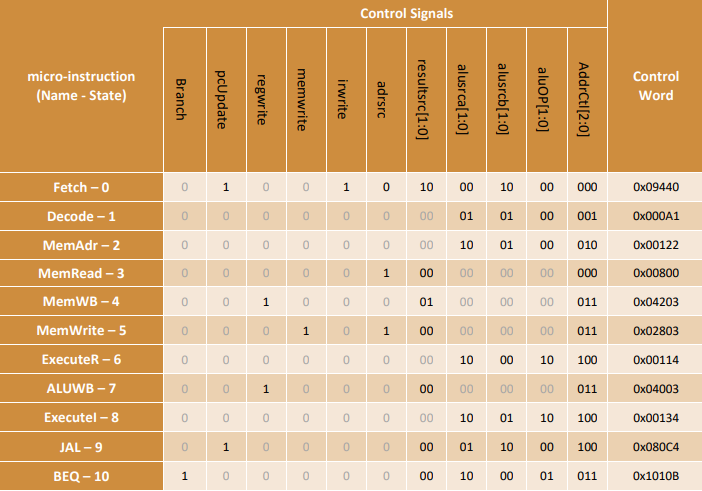 Control Signals
micro-instruction
(Name - State)
Branch
pcUpdate
regwrite
memwrite
irwrite
adrsrc
resultsrc[1:0]
alusrca[1:0]
alusrcb[1:0]
aluOP[1:0]
AddrCtl[2:0]
Control
Word
Fetch – 0 0 1 0 0 1 0 10 00 10 00 000 0x09440
Decode – 1 0 0 0 0 0 0 00 01 01 00 001 0x000A1
MemAdr – 2 0 0 0 0 0 0 00 10 01 00 010 0x00122
MemRead – 3 0 0 0 0 0 1 00 00 00 00 000 0x00800
MemWB – 4 0 0 1 0 0 0 01 00 00 00 011 0x04203
MemWrite – 5 0 0 0 1 0 1 00 00 00 00 011 0x02803
ExecuteR – 6 0 0 0 0 0 0 00 10 00 10 100 0x00114
ALUWB – 7 0 0 1 0 0 0 00 00 00 00 011 0x04003
ExecuteI – 8 0 0 0 0 0 0 00 10 01 10 100 0x00134
JAL – 9 0 1 0 0 0 0 00 01 10 00 100 0x080C4
BEQ – 10 1 0 0 0 0 0 00 10 00 01 011 0x1010B